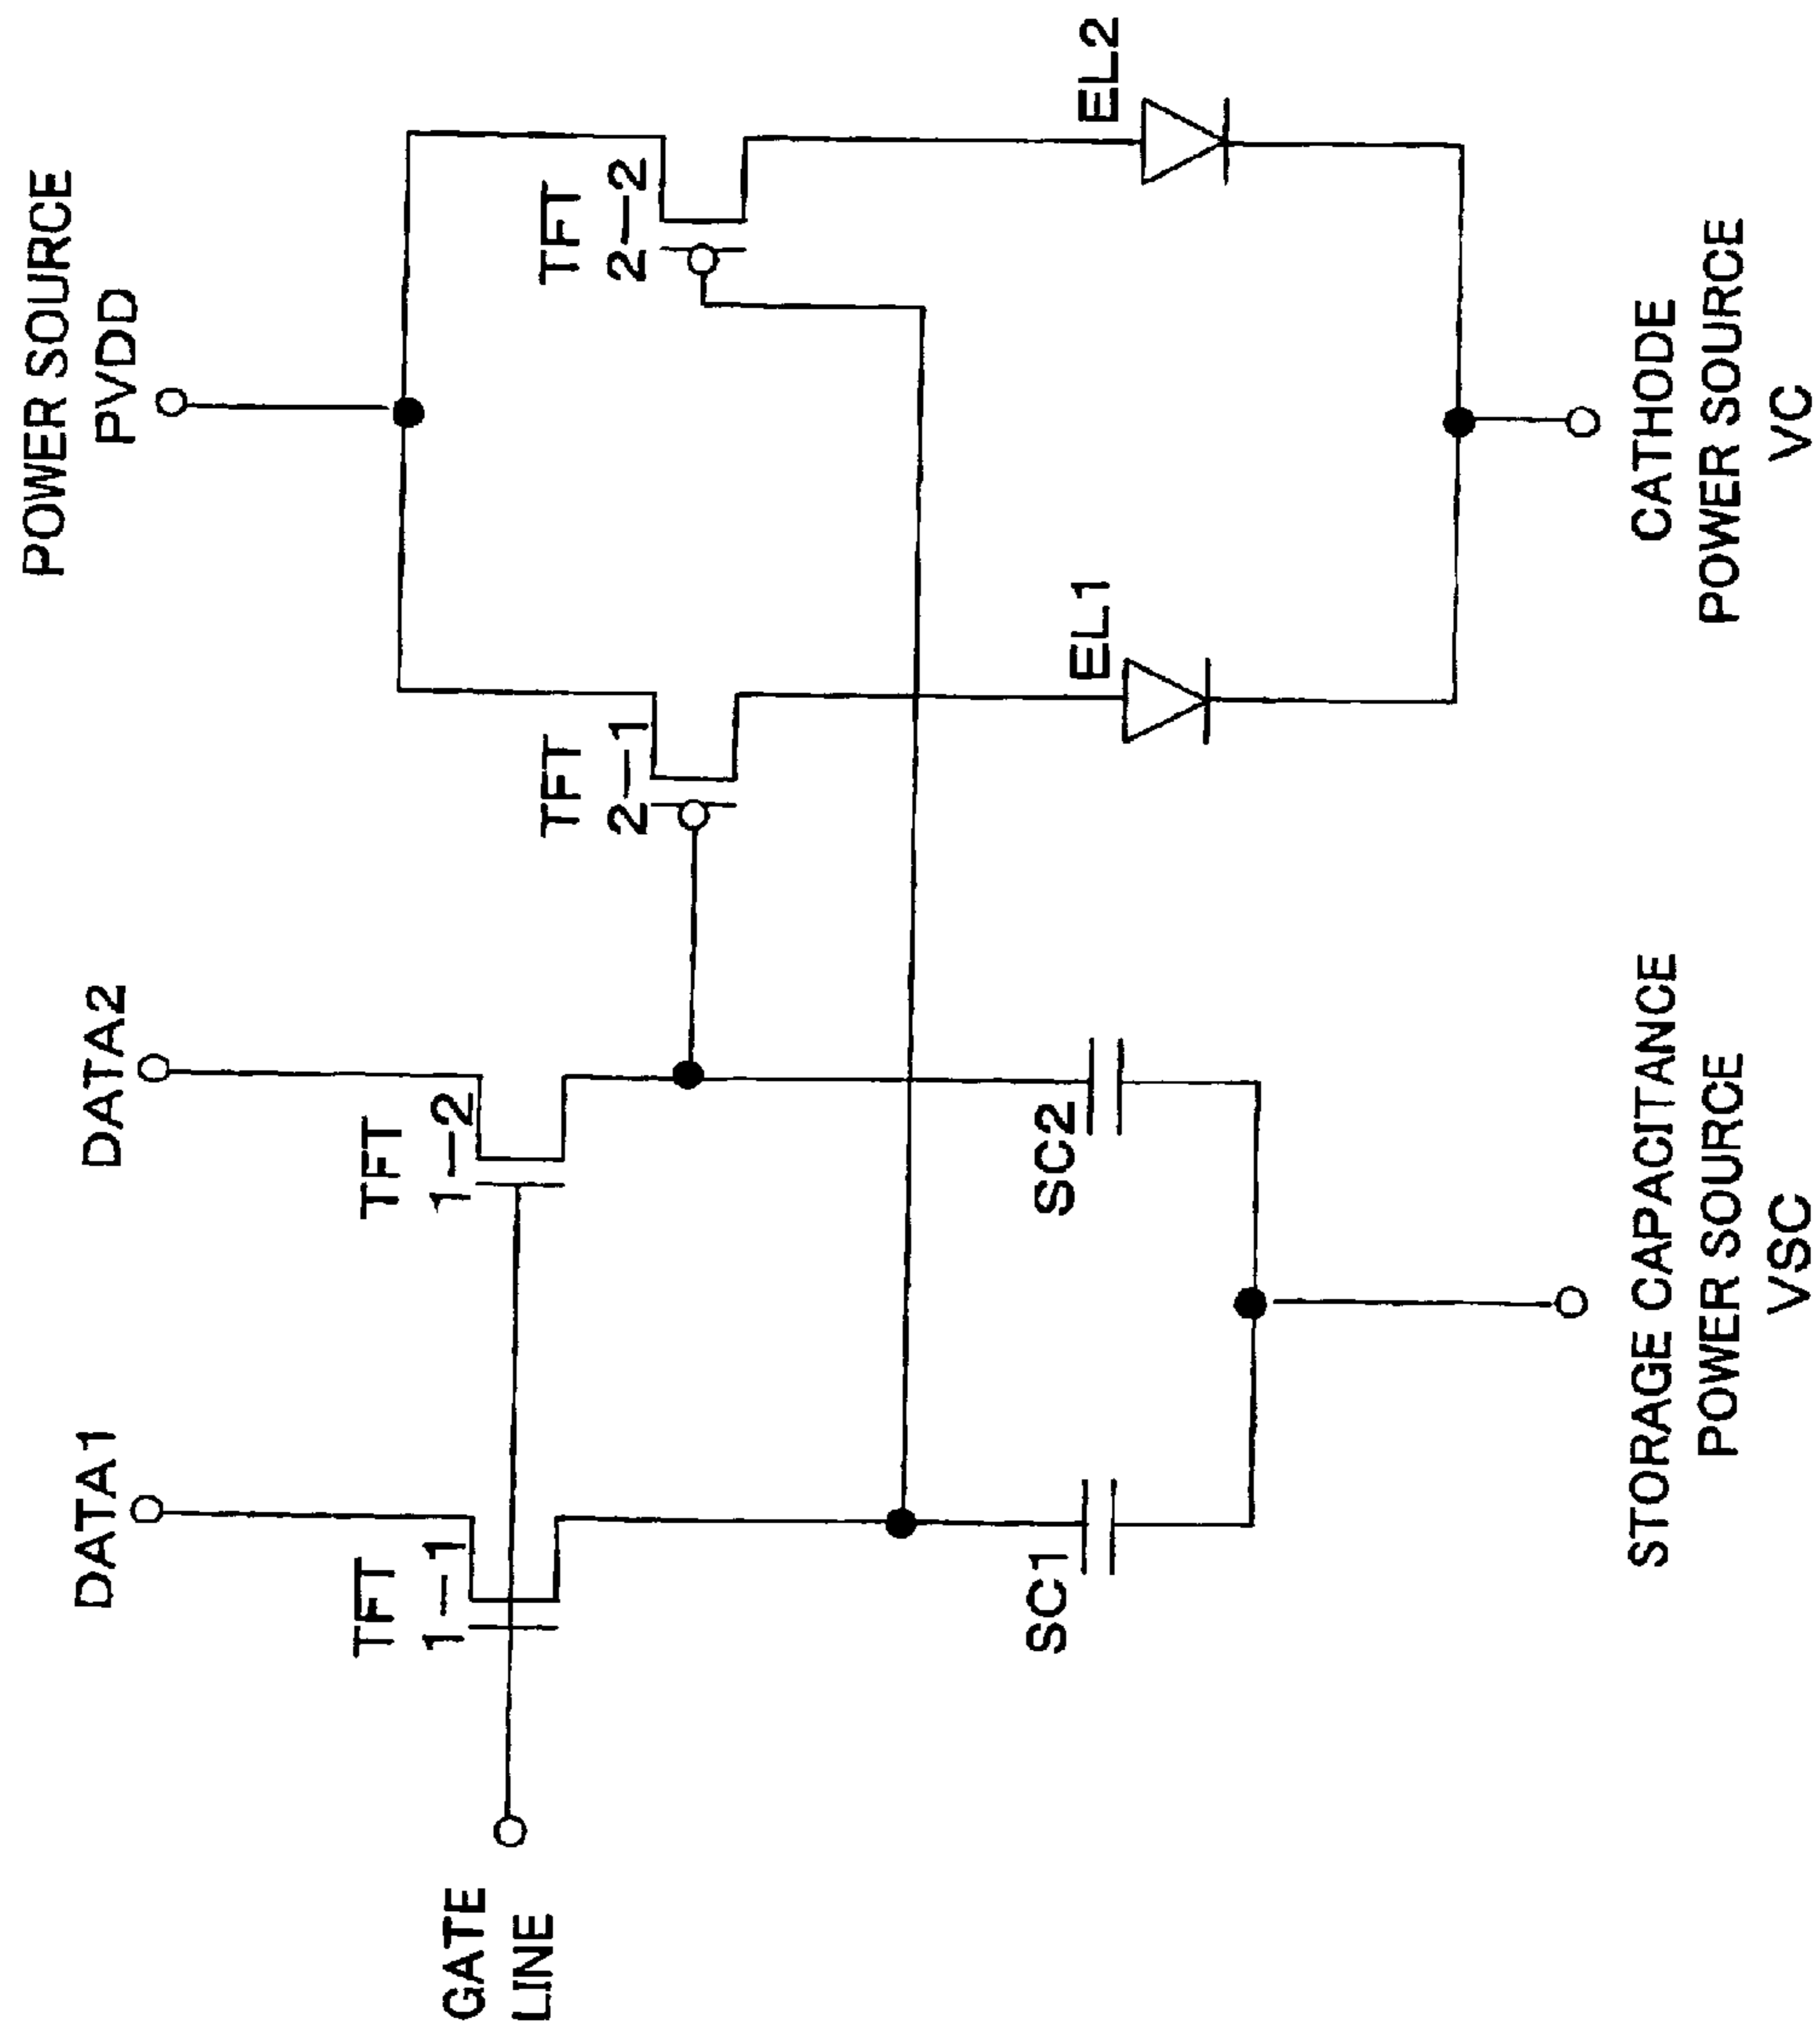 POWER SOURCE
PVDD
DATA1
DATA2
TFT
1-1
TFT
1-2
TFT
2-1
TFT
2-2
GATE
LINE
SC1
SC2
EL1
EL2
STORAGE CAPACITANCE
POWER SOURCE
VSC
CATHODE
POWER SOURCE
VC